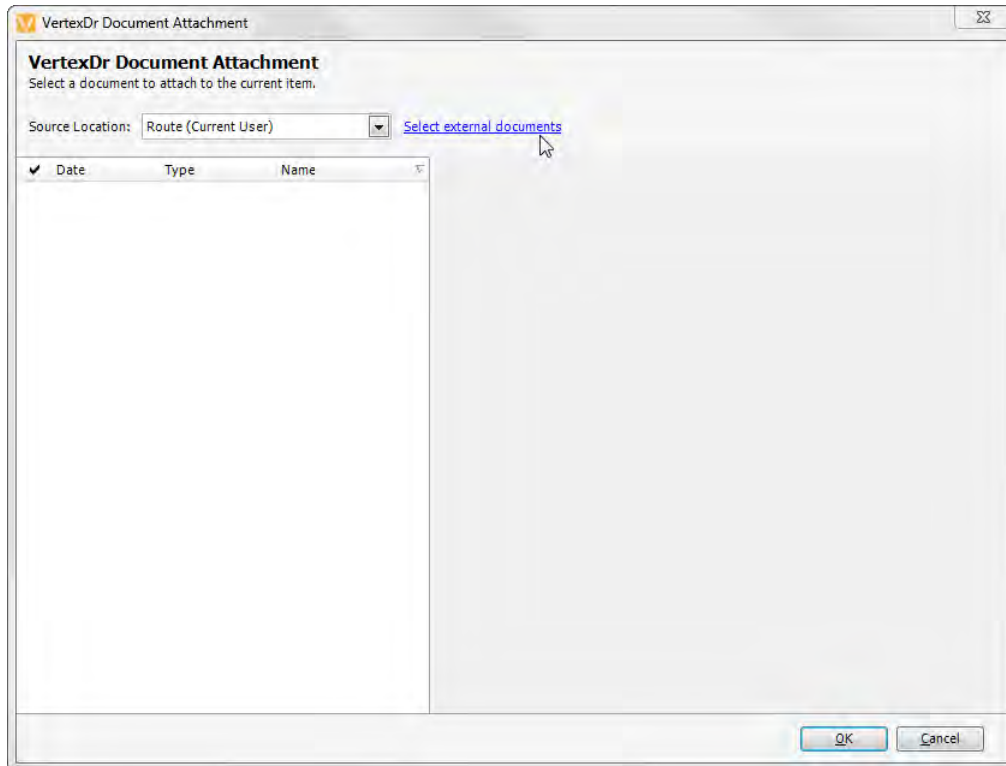 VertexDr Document Attachment
VertexDr Document Attachment
Select a document to attach to the current item.
Source Location: Route (Current User) Select external documents
Date Type Name
OK Cancel